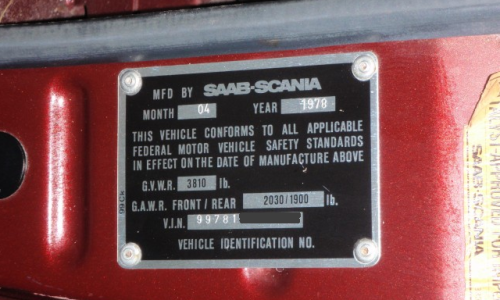 MFD BY SAAB-SCANIA
MONTH 04 YEAR 1978
THIS VEHICLE CONFORMS TO ALL APPLICABLE
FEDERAL MOTOR VEHICLE SAFETY STANDARDS
IN EFFECT ON THE DATE OF MANUFACTURE ABOVE
G.V.W.R. 3810 lb.
G.A.W.R. FRONT / REAR 2030/1900 lb.
V.I.N. 99781
VEHICLE IDENTIFICATION NO.
SAAB-SCANIA